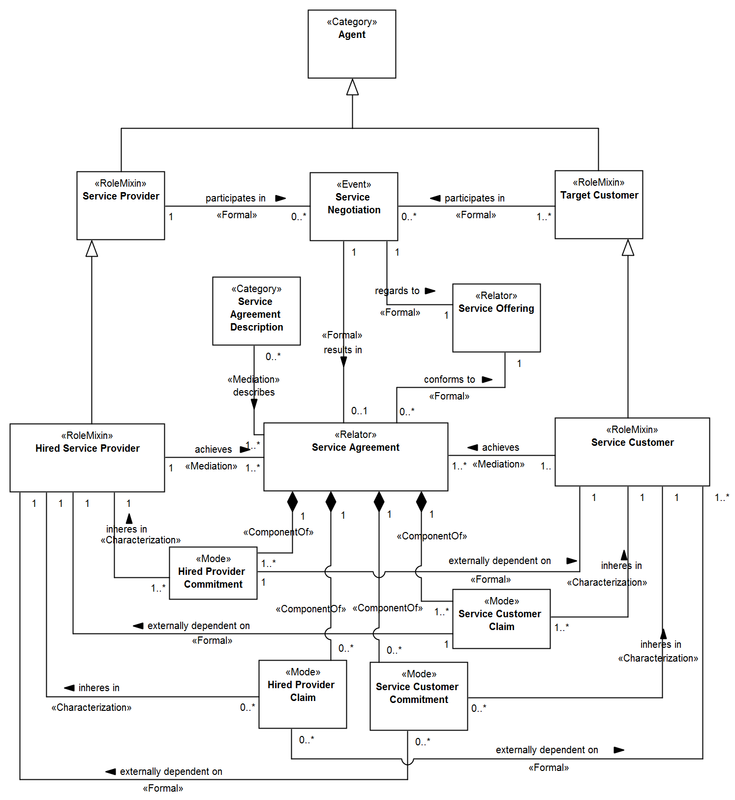 «Category»
Agent
«RoleMixin»
Service Provider
participates in
«Formal»
1
0..*
«Event»
Service
Negotiation
participates in
«Formal»
0..*
1..*
«RoleMixin»
Target Customer
1
1
«Category»
Service
Agreement
Description
0..*
regards to
«Formal»
1
«Relator»
Service Offering
1
«Formal»
results in
«Mediation»
describes
1..*
0..1
conforms to
«Formal»
0..*
«RoleMixin»
Hired Service Provider
achieves
«Mediation»
1
1..*
«Relator»
Service Agreement
achieves
«Mediation»
1..*
1..
«RoleMixin»
Service Customer
1
1
1
1
1
1
1
1
1
1
1
1..*
inheres in
«Characterization»
«ComponentOf»
«ComponentOf»
«Mode»
Hired Provider
Commitment
1..*
1..*
1
externally dependent on
«Formal»
inheres in
«Characterization»
«ComponentOf»
«ComponentOf»
«Mode»
Service Customer
Claim
1..*
1..*
1
externally dependent on
«Formal»
0..*
0..*
inheres in
«Characterization»
«Mode»
Hired Provider
Claim
«Mode»
Service Customer
Commitment
inheres in
«Characterization»
0..*
0..*
0..*
0..*
externally dependent on
«Formal»
externally dependent on
«Formal»